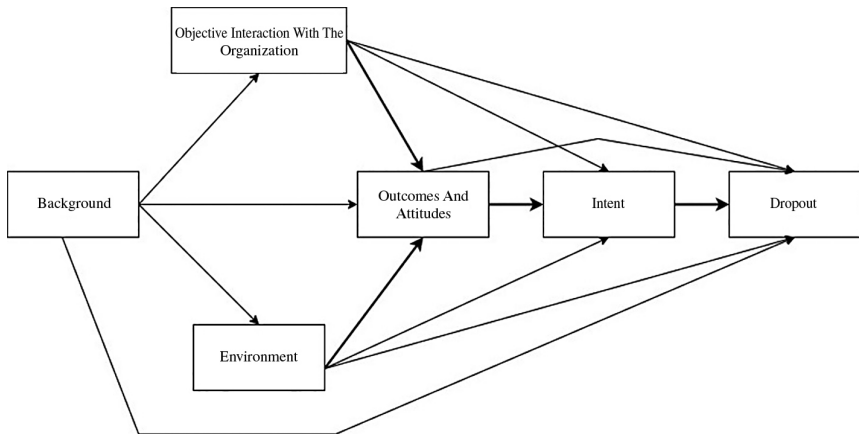 Objective Interaction With The
Organization
Background
Outcomes And
Attitudes
Intent
Dropout
Environment